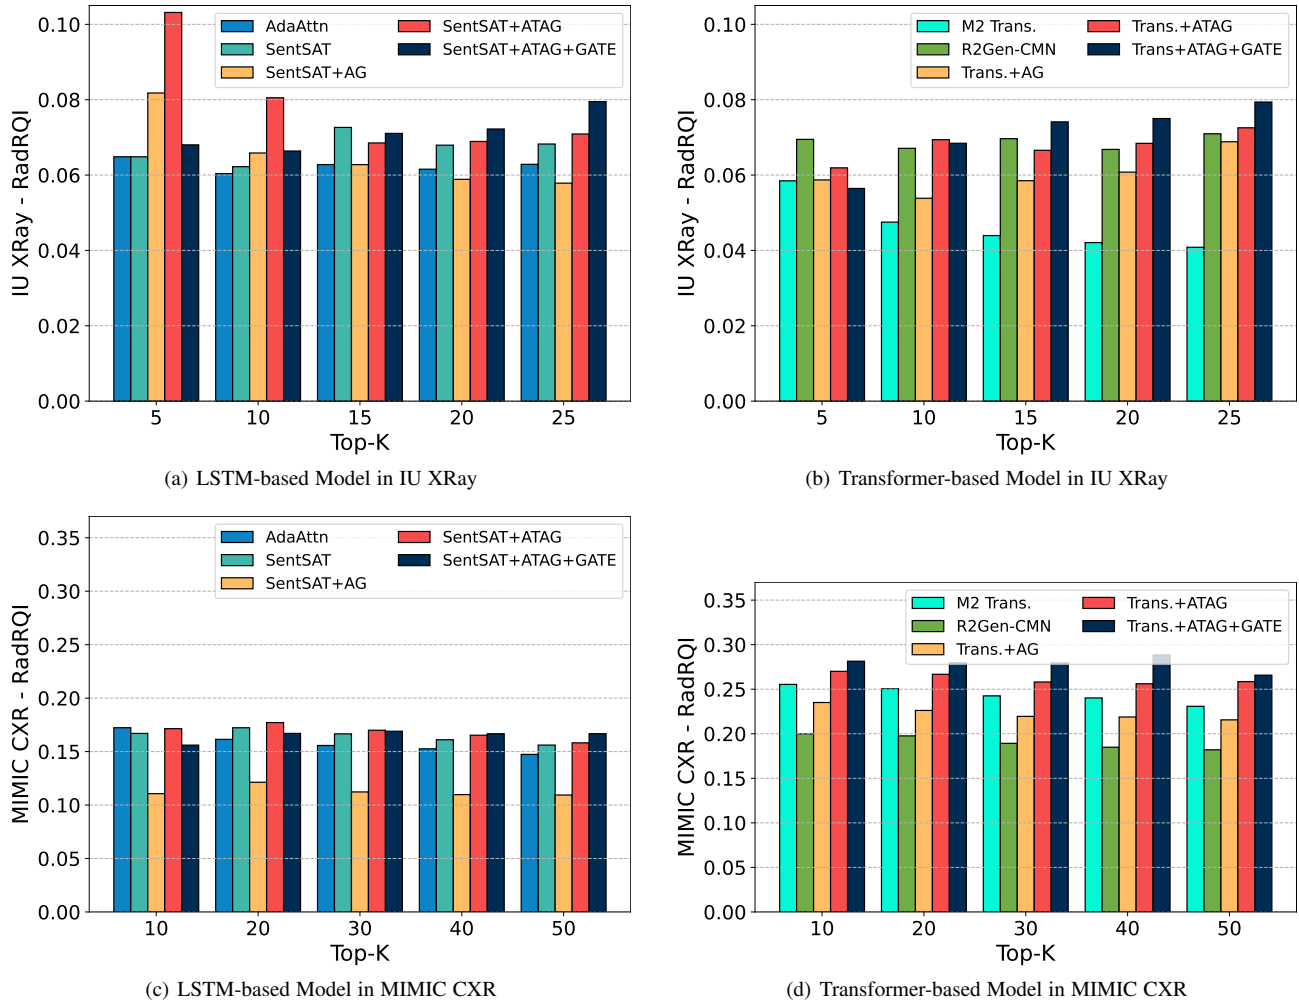 IU XRay - RadRQI
0.10
0.08
0.06
0.04
0.02
0.00
AdaAttn
SentSAT
SentSAT+AG
SentSAT+ATAG
SentSAT+ATAG+GATE
5 10 15 20 25
Top-K
(a) LSTM-based Model in IU XRay
IU XRay - RadRQI
0.10
0.08
0.06
0.04
0.02
0.00
M2 Trans.
R2Gen-CMN
Trans.+AG
Trans.+ATAG
Trans+ATAG+GATE
5 10 15 20 25
Top-K
(b) Transformer-based Model in IU XRay
MIMIC CXR - RadRQI
0.35
0.30
0.25
0.20
0.15
0.10
0.05
0.00
AdaAttn
SentSAT
SentSAT+AG
SentSAT+ATAG
SentSAT+ATAG+GATE
10 20 30 40 50
Top-K
(c) LSTM-based Model in MIMIC CXR
MIMIC CXR - RadRQI
0.35
0.30
0.25
0.20
0.15
0.10
0.05
0.00
M2 Trans.
R2Gen-CMN
Trans.+AG
Trans.+ATAG
Trans.+ATAG+GATE
10 20 30 40 50
Top-K
(d) Transformer-based Model in MIMIC CXR